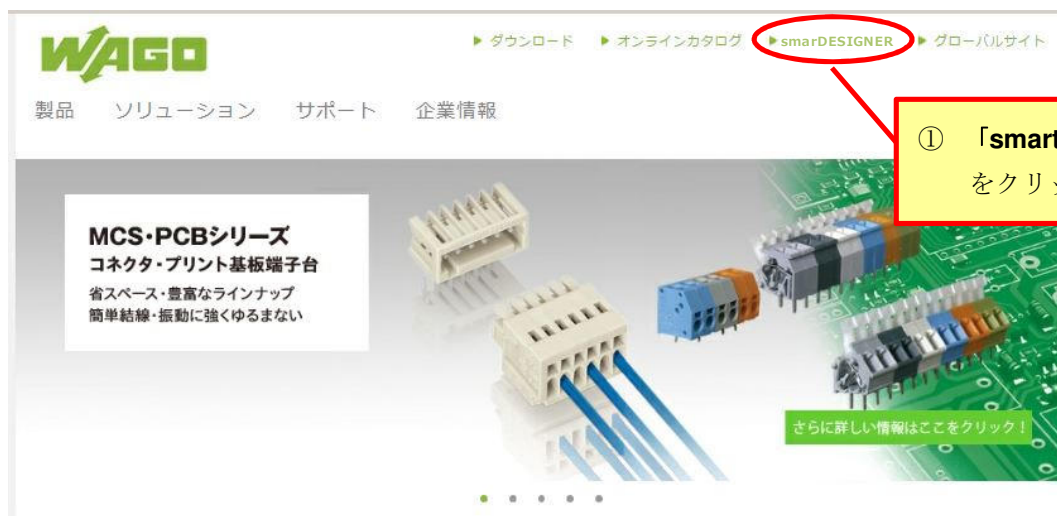 WAGO
▶ ダウンロード ▶ オンラインカタログ ▶ smarDESIGNER ▶ グローバルサイト
製品 ソリューション サポート 企業情報
① 「smart
をクリッ
MCS・PCBシリーズ
コネクタ・プリント基板端子台
省スペース・豊富なラインナップ
簡単結線・振動に強くゆるまない
さらに詳しい情報はここをクリック！